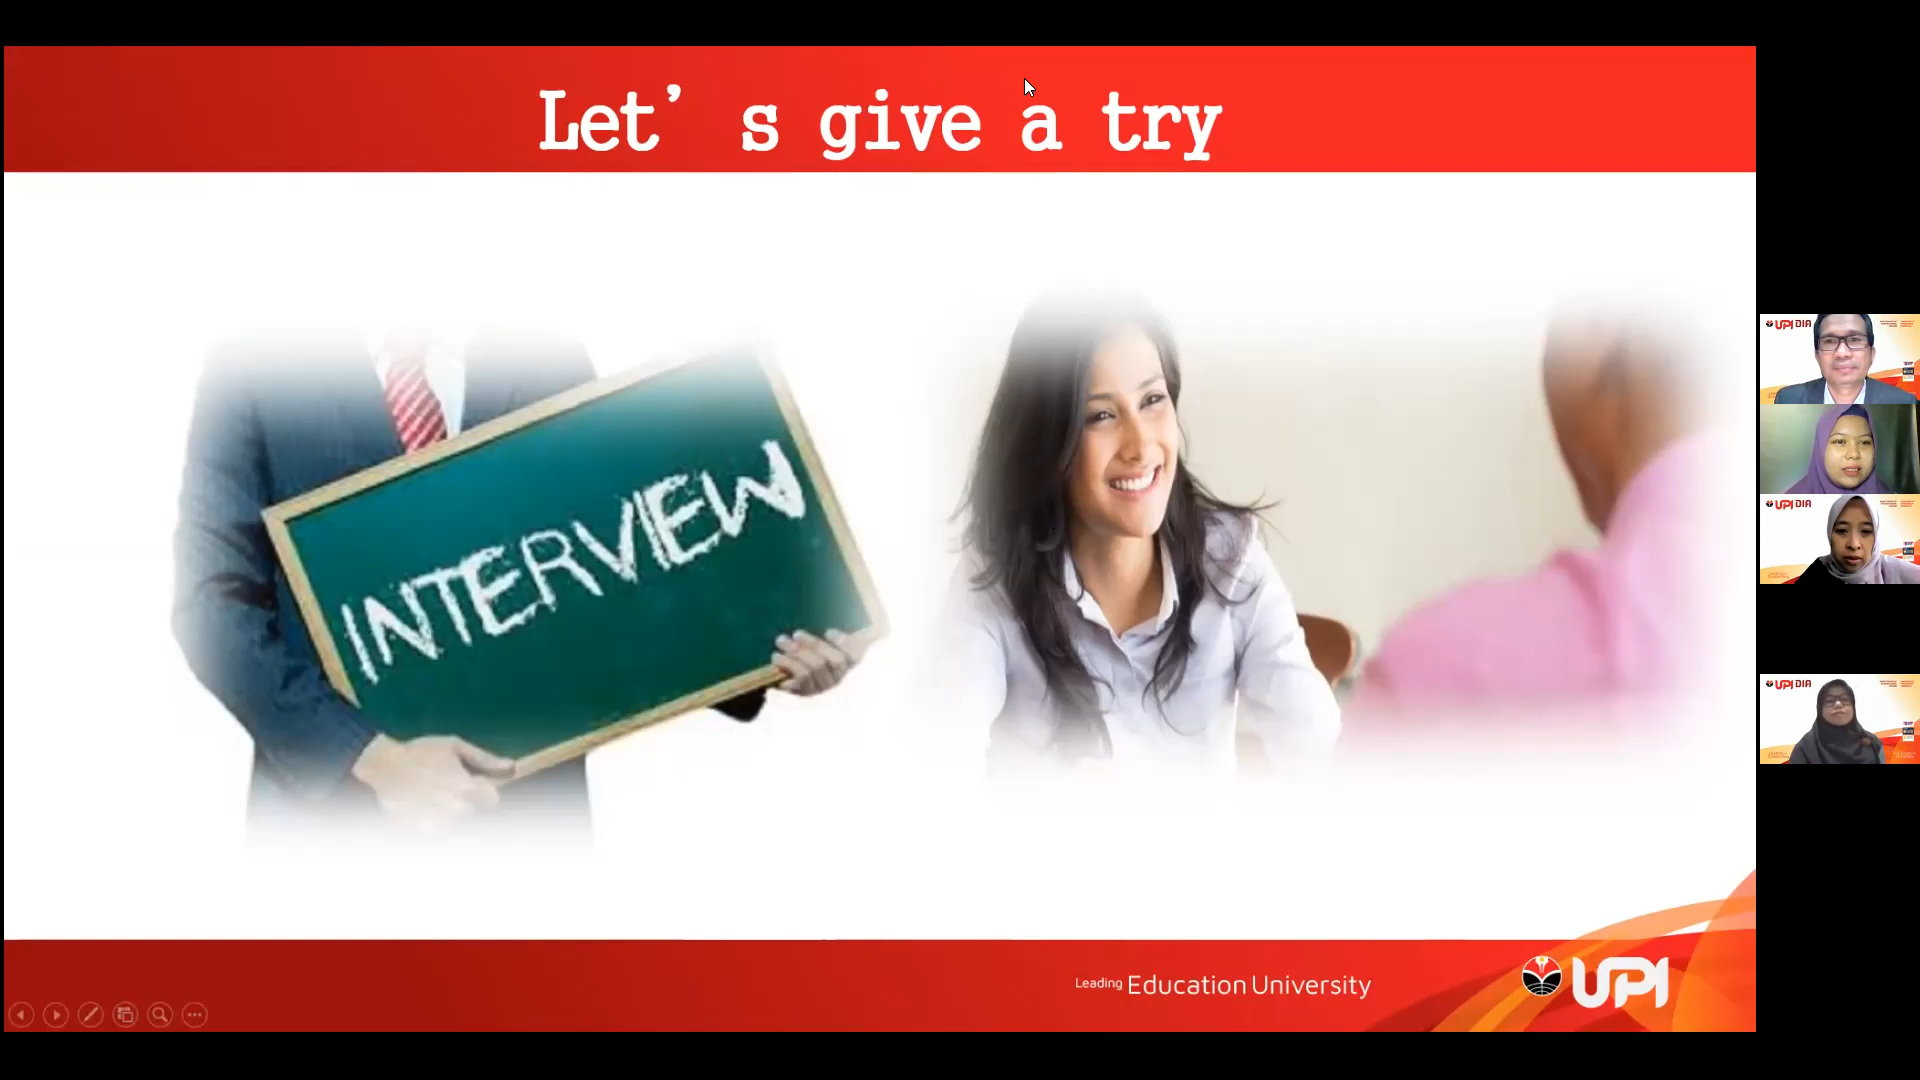 Let’ s give a try
INTERVIEW
Leading Education University
UPI
UPI DIA
UPI DIA
UPI DIA